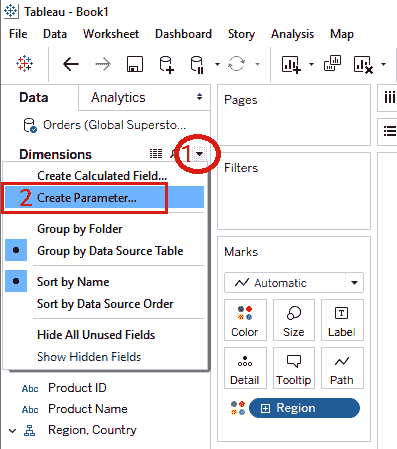 Tableau - Book1
File Data Worksheet Dashboard Story Analysis Map
Data Analytics
Orders (Global Supersto...
Dimensions
1
Create Calculated Field...
2 Create Parameter...
Group by Folder
Group by Data Source Table
Sort by Name
Sort by Data Source Order
Hide All Unused Fields
Show Hidden Fields
Abc Product ID
Abc Product Name
Region, Country
Pages
Filters
Marks
Automatic
Color Size Label
Detail Tooltip Path
Region